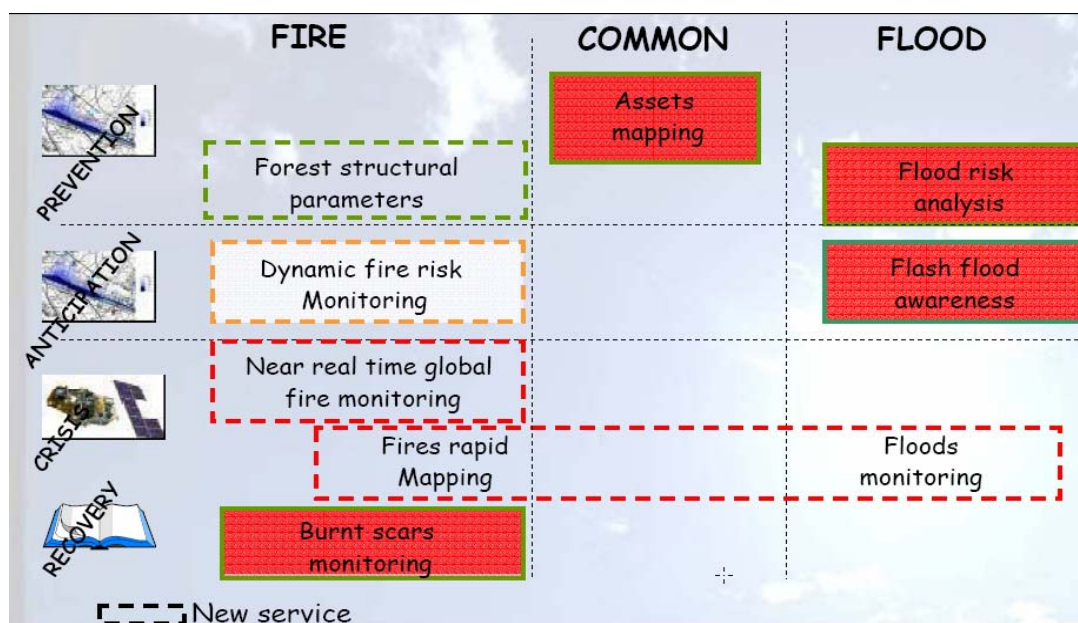 FIRE
COMMON
FLOOD
PREVENTION
Assets
mapping
Forest structural
parameters
Flood risk
analysis
ANTICIPATION
Dynamic fire risk
Monitoring
Flash flood
awareness
CRISIS
Near real time global
fire monitoring
Fires rapid
Mapping
Floods
monitoring
RECOVERY
Burnt scars
monitoring
New service